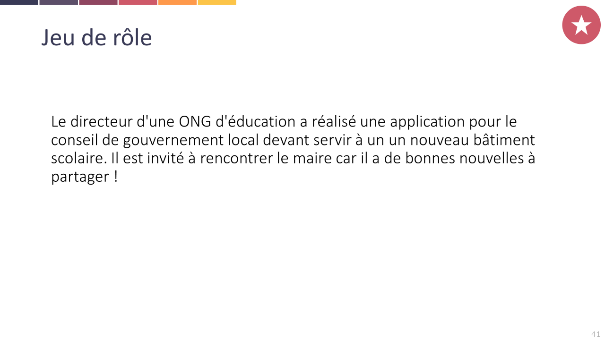 Jeu de rôle
Le directeur d'une ONG d'éducation a réalisé une application pour le
conseil de gouvernement local devant servir à un un nouveau bâtiment
scolaire. Il est invité à rencontrer le maire car il a de bonnes nouvelles à
partager !
41